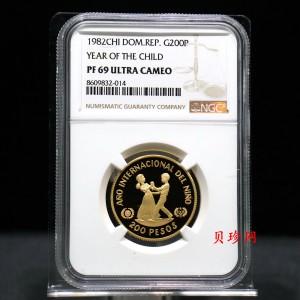 1982CHI DOM.REP. G200P
YEAR OF THE CHILD
PF 69 ULTRA CAMEO
8609832-014
NUMISMATIC GUARANTY COMPANY
NGC
AÑO INTERNACIONAL DEL NIÑO
200 PESOS
贝珍网